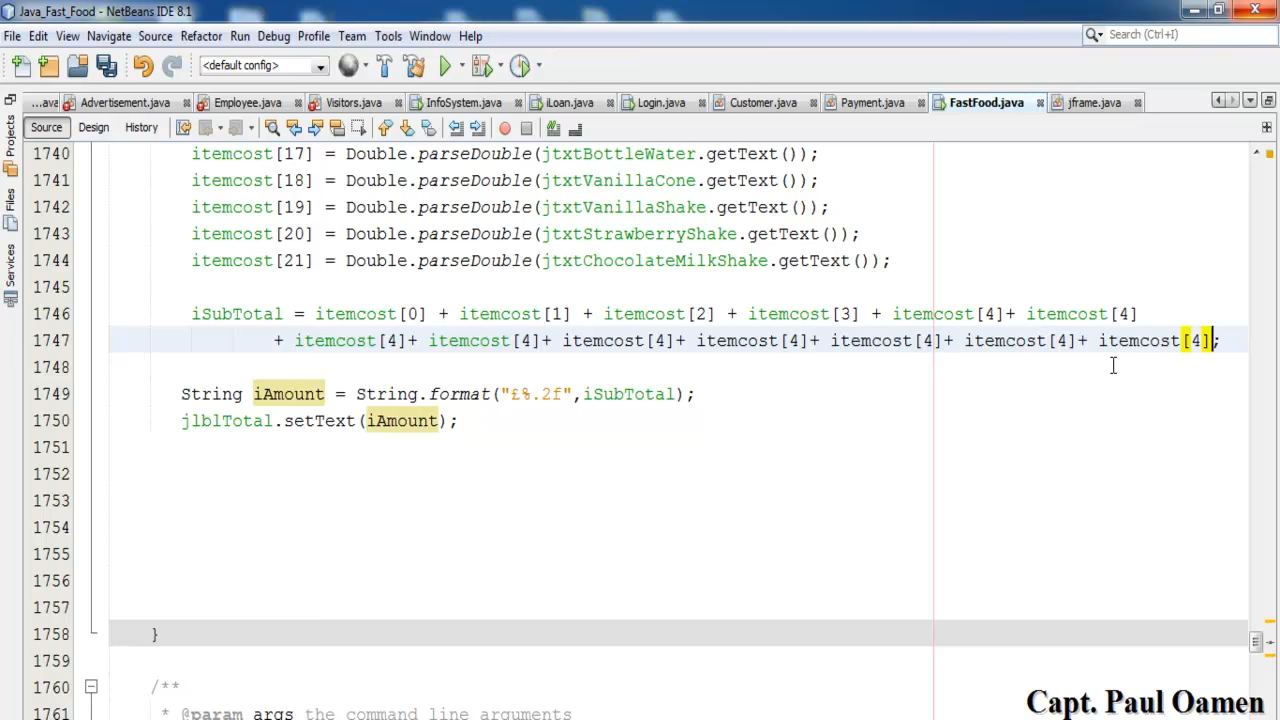 Java_Fast_Food - NetBeans IDE 8.1
File Edit View Navigate Source Refactor Run Debug Profile Team Tools Window Help
Search (Ctrl+I)
<default config>
...ava Advertisement.java Employee.java Visitors.java InfoSystem.java iLoan.java Login.java Customer.java Payment.java FastFood.java jframe.java
Source Design History
Projects
Files
Services
1740 itemcost[17] = Double.parseDouble(jtxtBottleWater.getText());
1741 itemcost[18] = Double.parseDouble(jtxtVanillaCone.getText());
1742 itemcost[19] = Double.parseDouble(jtxtVanillaShake.getText());
1743 itemcost[20] = Double.parseDouble(jtxtStrawberryShake.getText());
1744 itemcost[21] = Double.parseDouble(jtxtChocolateMilkShake.getText());
1745
1746 iSubTotal = itemcost[0] + itemcost[1] + itemcost[2] + itemcost[3] + itemcost[4]+ itemcost[4]
1747 + itemcost[4]+ itemcost[4]+ itemcost[4]+ itemcost[4]+ itemcost[4]+ itemcost[4]+ itemcost[4];
1748
1749 String iAmount = String.format("£%.2f",iSubTotal);
1750 jlblTotal.setText(iAmount);
1751
1752
1753
1754
1755
1756
1757
1758 }
1759
1760 /**
1761 * @param args the command line arguments
Capt. Paul Oamen